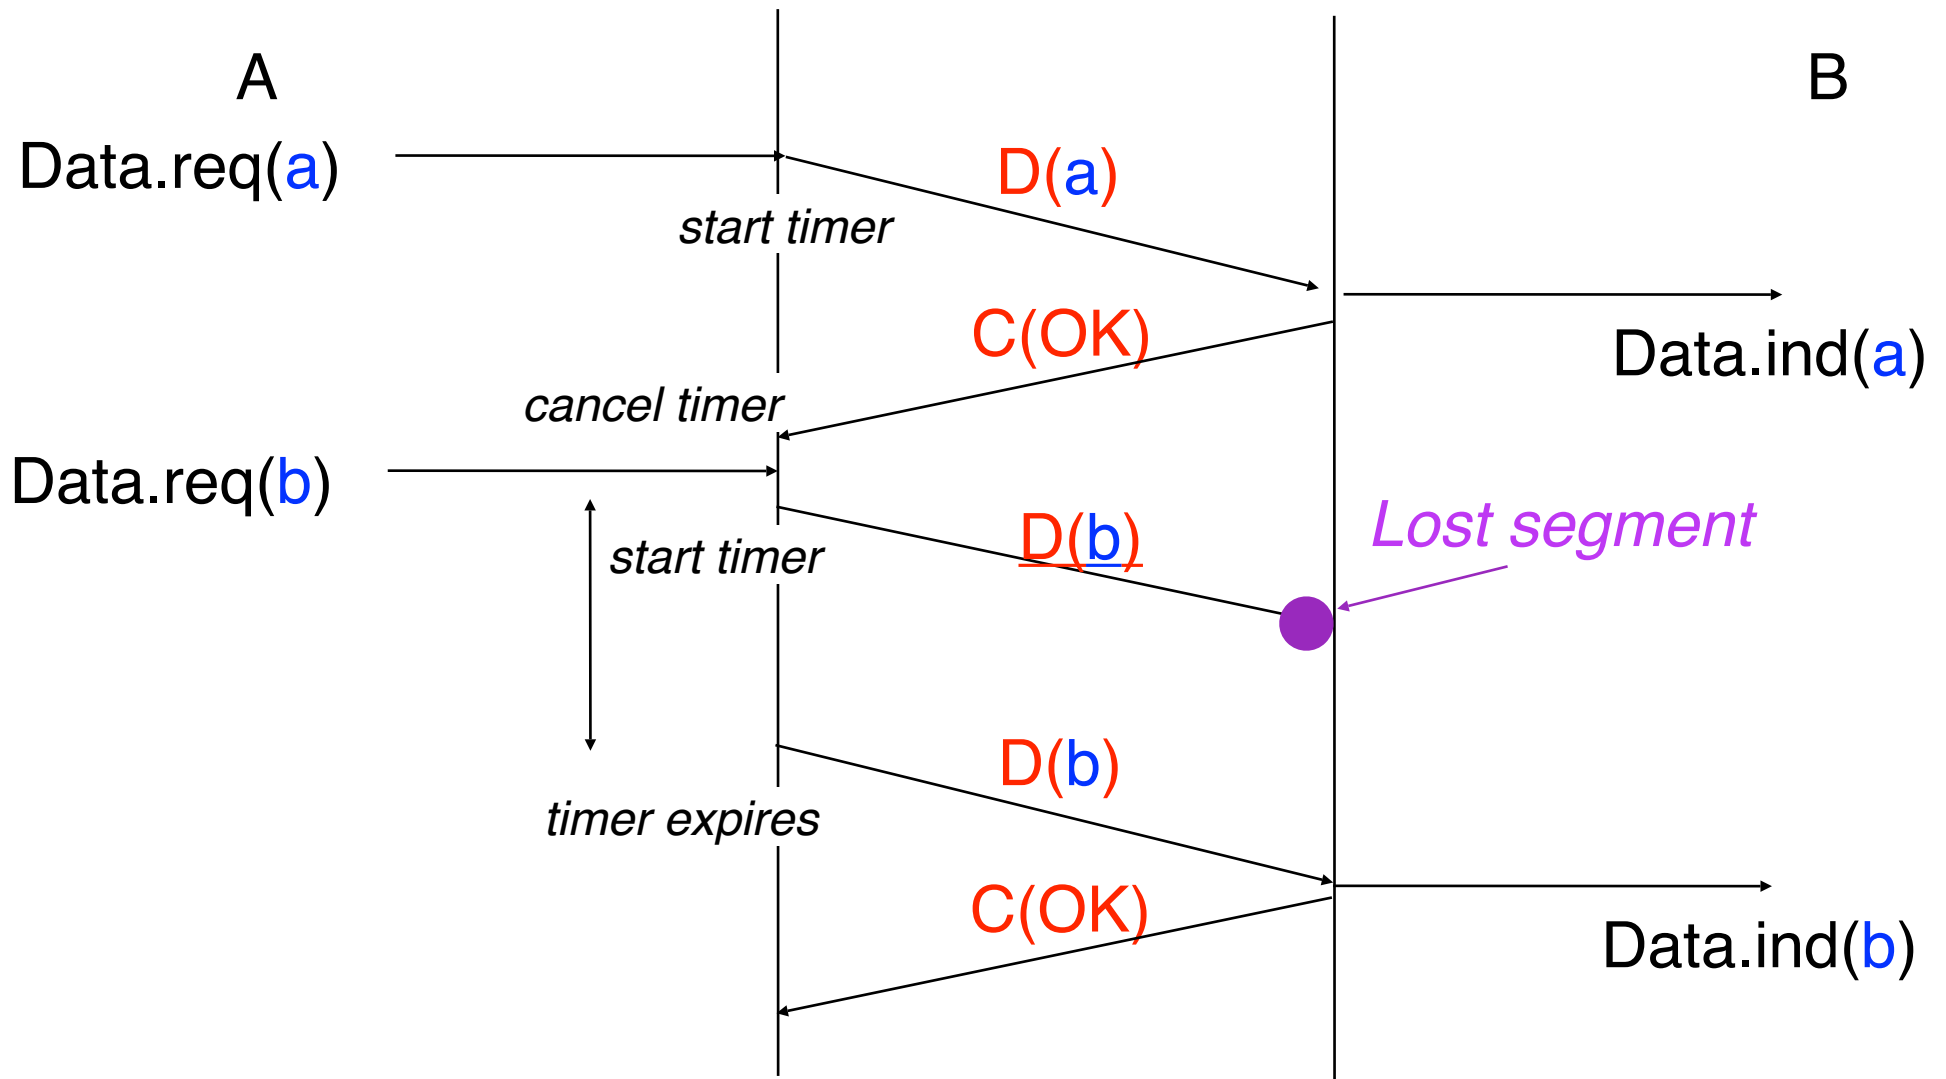 A
B
Data.req(a)
D(a)
start timer
C(OK)
Data.ind(a)
cancel timer
Data.req(b)
D(b)
Lost segment
start timer
D(b)
timer expires
C(OK)
Data.ind(b)